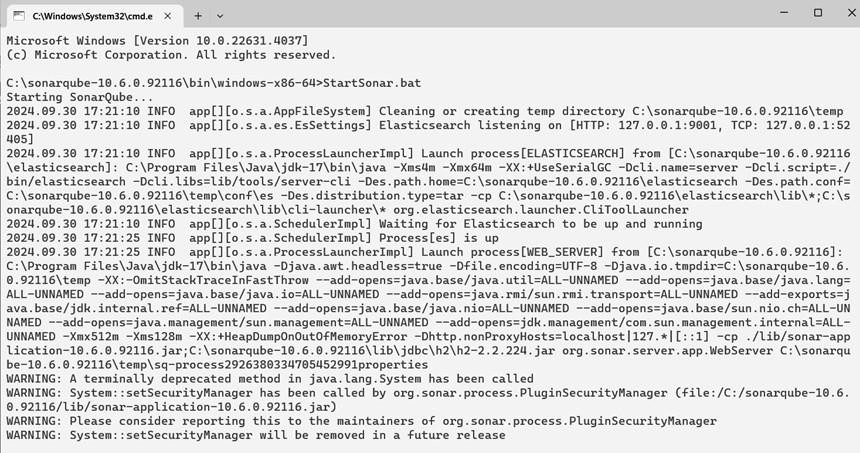 C:\Windows\System32\cmd.e
Microsoft Windows [Version 10.0.22631.4037]
(c) Microsoft Corporation. All rights reserved.
C:\sonarqube-10.6.0.92116\bin\windows-x86-64>StartSonar.bat
Starting SonarQube...
2024.09.30 17:21:10 INFO  app[][o.s.a.AppFileSystem] Cleaning or creating temp directory C:\sonarqube-10.6.0.92116\temp
2024.09.30 17:21:10 INFO  app[][o.s.a.es.EsSettings] Elasticsearch listening on [HTTP: 127.0.0.1:9001, TCP: 127.0.0.1:52
405]
2024.09.30 17:21:10 INFO  app[][o.s.a.ProcessLauncherImpl] Launch process[ELASTICSEARCH] from [C:\sonarqube-10.6.0.92116
\elasticsearch]: C:\Program Files\Java\jdk-17\bin\java -Xms4m -Xmx64m -XX:+UseSerialGC -Dcli.name=server -Dcli.script=./
bin/elasticsearch -Dcli.libs=lib/tools/server-cli -Des.path.home=C:\sonarqube-10.6.0.92116\elasticsearch -Des.path.conf=
C:\sonarqube-10.6.0.92116\temp\conf\es -Des.distribution.type=tar -cp C:\sonarqube-10.6.0.92116\elasticsearch\lib\*;C:\s
onarqube-10.6.0.92116\elasticsearch\lib\cli-launcher\* org.elasticsearch.launcher.CliToolLauncher
2024.09.30 17:21:10 INFO  app[][o.s.a.SchedulerImpl] Waiting for Elasticsearch to be up and running
2024.09.30 17:21:25 INFO  app[][o.s.a.SchedulerImpl] Process[es] is up
2024.09.30 17:21:25 INFO  app[][o.s.a.ProcessLauncherImpl] Launch process[WEB_SERVER] from [C:\sonarqube-10.6.0.92116]:
C:\Program Files\Java\jdk-17\bin\java -Djava.awt.headless=true -Dfile.encoding=UTF-8 -Djava.io.tmpdir=C:\sonarqube-10.6.
0.92116\temp -XX:-OmitStackTraceInFastThrow --add-opens=java.base/java.util=ALL-UNNAMED --add-opens=java.base/java.lang=
ALL-UNNAMED --add-opens=java.base/java.io=ALL-UNNAMED --add-opens=java.rmi/sun.rmi.transport=ALL-UNNAMED --add-exports=j
ava.base/jdk.internal.ref=ALL-UNNAMED --add-opens=java.base/java.nio=ALL-UNNAMED --add-opens=java.base/sun.nio.ch=ALL-UN
NAMED --add-opens=java.management/sun.management=ALL-UNNAMED --add-opens=jdk.management/com.sun.management.internal=ALL-
UNNAMED -Xmx512m -Xms128m -XX:+HeapDumpOnOutOfMemoryError -Dhttp.nonProxyHosts=localhost|127.*|[::1] -cp ./lib/sonar-app
lication-10.6.0.92116.jar;C:\sonarqube-10.6.0.92116\lib\jdbc\h2\h2-2.2.224.jar org.sonar.server.app.WebServer C:\sonarqu
be-10.6.0.92116\temp\sq-process2926380334705452991properties
WARNING: A terminally deprecated method in java.lang.System has been called
WARNING: System::setSecurityManager has been called by org.sonar.process.PluginSecurityManager (file:/C:/sonarqube-10.6.
0.92116/lib/sonar-application-10.6.0.92116.jar)
WARNING: Please consider reporting this to the maintainers of org.sonar.process.PluginSecurityManager
WARNING: System::setSecurityManager will be removed in a future release